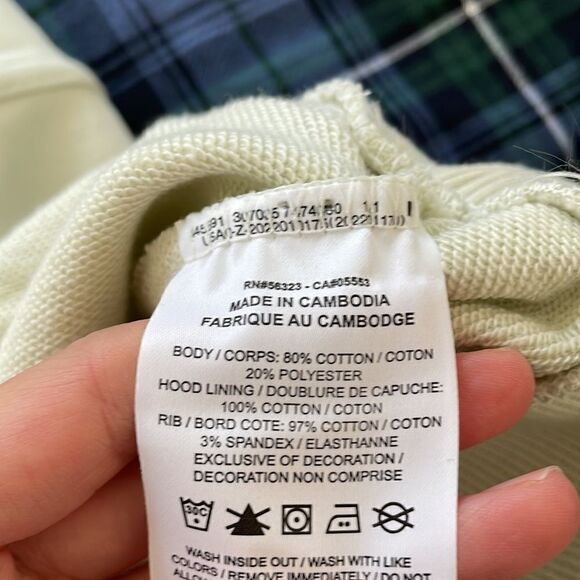 RN#56323 - CA#05553
MADE IN CAMBODIA
FABRIQUE AU CAMBODGE
BODY / CORPS: 80% COTTON / COTON
20% POLYESTER
HOOD LINING / DOUBLURE DE CAPUCHE:
100% COTTON / COTON
RIB / BORD COTE: 97% COTTON / COTON
3% SPANDEX / ELASTHANNE
EXCLUSIVE OF DECORATION /
DECORATION NON COMPRISE
30C
WASH INSIDE OUT / WASH WITH LIKE
COLORS / REMOVE IMMEDIATELY / DO NOT